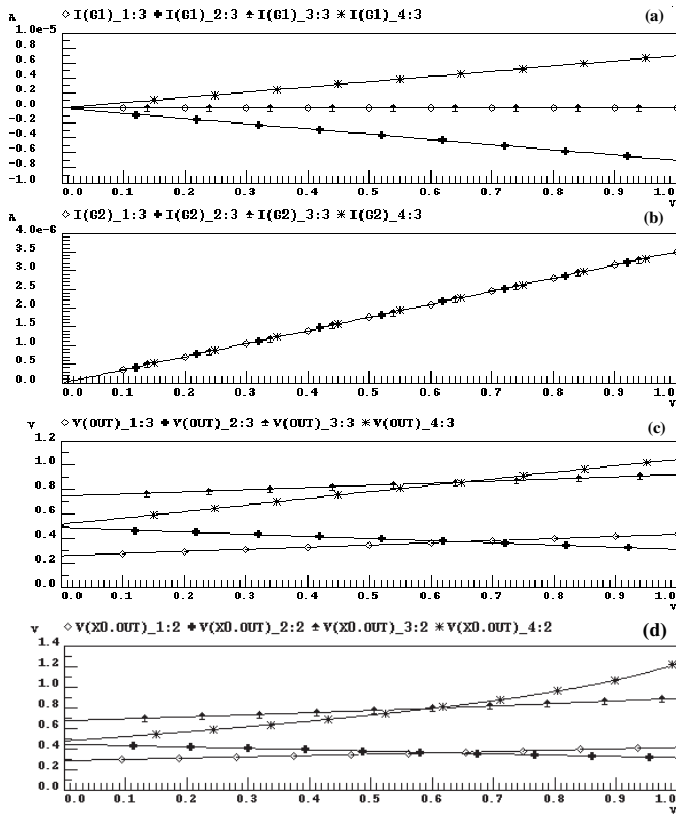 A ◇ I(G1)_1:3 ✚ I(G1)_2:3 ± I(G1)_3:3 ✳ I(G1)_4:3 (a)
1.0e-5
0.8
0.6
0.4
0.2
0.0
-0.2
-0.4
-0.6
-0.8
-1.0
0.0 0.1 0.2 0.3 0.4 0.5 0.6 0.7 0.8 0.9 1.0
V
A ◇ I(G2)_1:3 ✚ I(G2)_2:3 ± I(G2)_3:3 ✳ I(G2)_4:3 (b)
4.0e-6
3.5
3.0
2.5
2.0
1.5
1.0
0.5
0.0
0.0 0.1 0.2 0.3 0.4 0.5 0.6 0.7 0.8 0.9 1.0
V
V ◇ V(OUT)_1:3 ✚ V(OUT)_2:3 ± V(OUT)_3:3 ✳ V(OUT)_4:3 (c)
1.2
1.0
0.8
0.6
0.4
0.2
0.0
0.0 0.1 0.2 0.3 0.4 0.5 0.6 0.7 0.8 0.9 1.0
V
V ◇ V(X0.OUT)_1:2 ✚ V(X0.OUT)_2:2 ± V(X0.OUT)_3:2 ✳ V(X0.OUT)_4:2 (d)
1.4
1.2
1.0
0.8
0.6
0.4
0.2
0.0
0.0 0.1 0.2 0.3 0.4 0.5 0.6 0.7 0.8 0.9 1.0
V